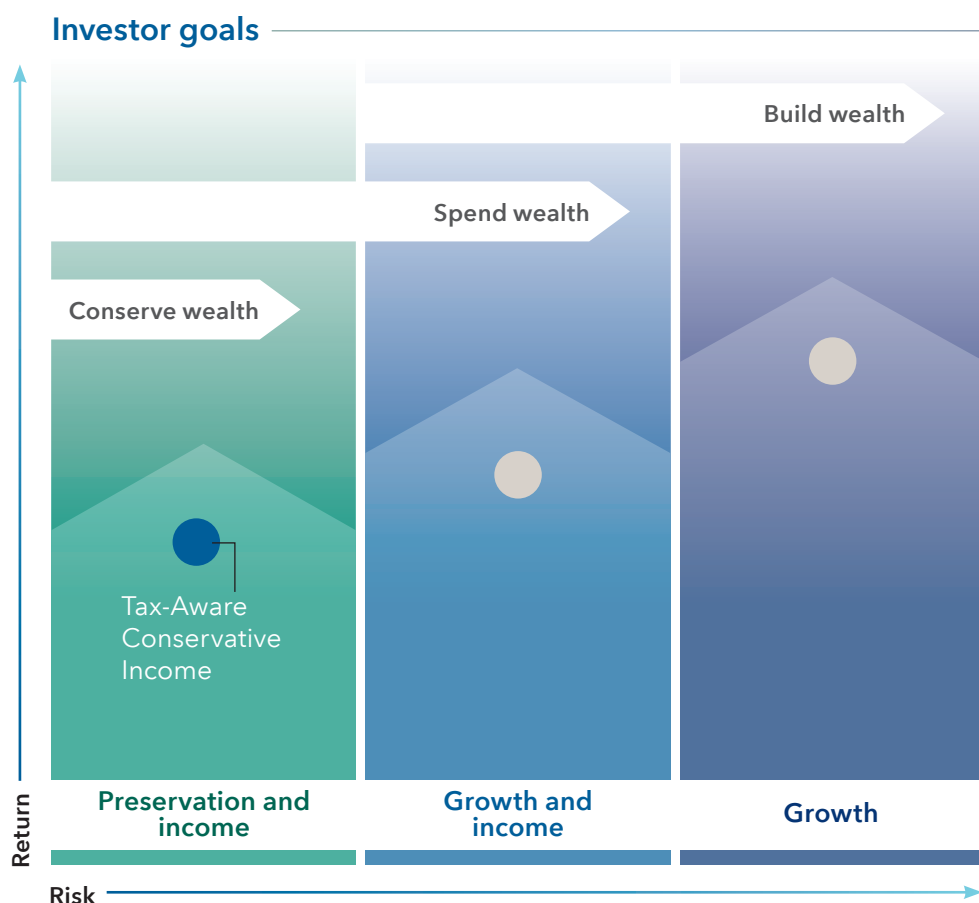 Investor goals
Build wealth
Spend wealth
Conserve wealth
Tax-Aware
Conservative
Income
Preservation and
income
Growth and
income
Growth
Return
Risk